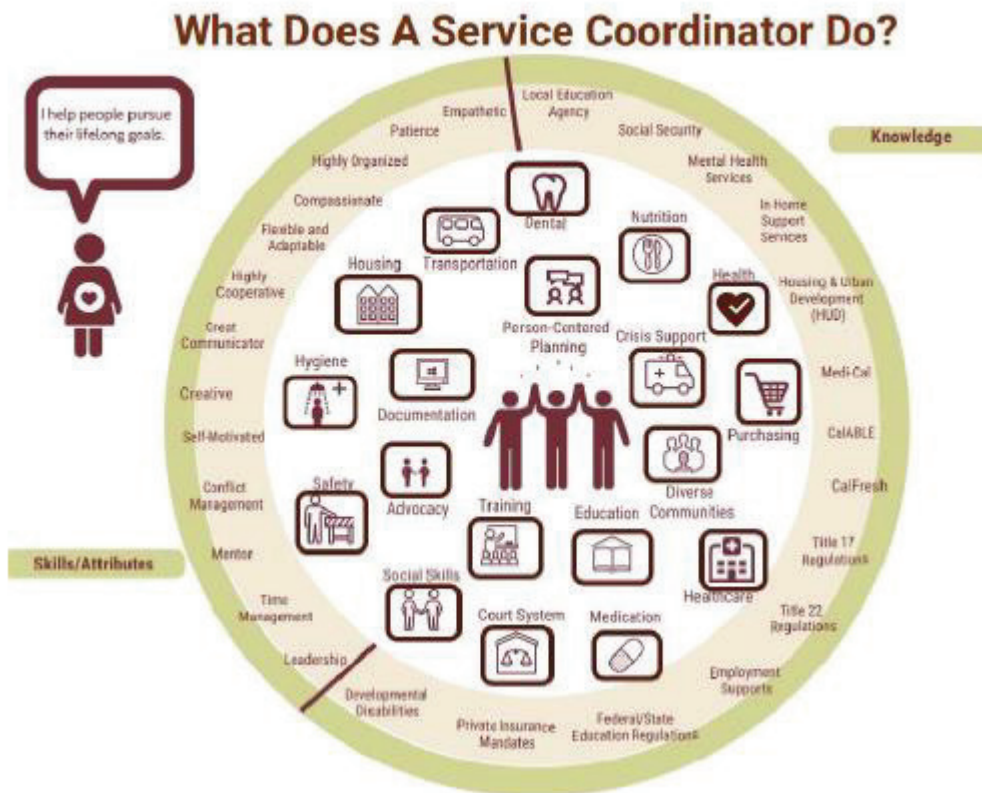 What Does A Service Coordinator Do?
I help people pursue
their lifelong goals.
Knowledge
Skills/Attributes
Local Education
Agency
Social Security
Mental Health
Services
In Home
Support
Services
Housing & Urban
Development
(HUD)
Medi-Cal
CalABLE
CalFresh
Title 17
Regulations
Title 22
Regulations
Employment
Supports
Federal/State
Education Regulations
Private Insurance
Mandates
Developmental
Disabilities
Empathetic
Patience
Highly Organized
Compassionate
Flexible and
Adaptable
Highly
Cooperative
Great
Communicator
Creative
Self-Motivated
Conflict
Management
Mentor
Time
Management
Leadership
Dental
Nutrition
Transportation
Housing
Health
Person-Centered
Planning
Crisis Support
Hygiene
Documentation
Purchasing
Diverse
Communities
Safety
Advocacy
Training
Education
Healthcare
Social Skills
Court System
Medication